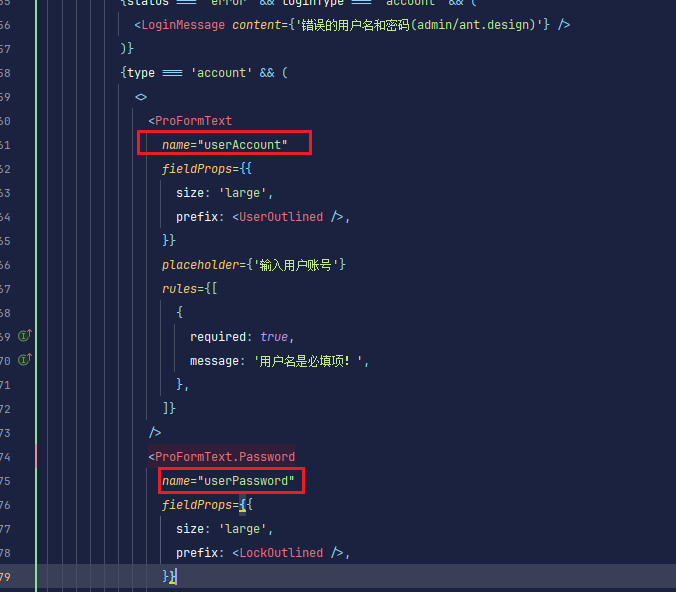 {status === 'error' && loginType === 'account' && (
56 <LoginMessage content={'错误的用户名和密码(admin/ant.design)'} />
57 )}
58 {type === 'account' && (
59 <>
60 <ProFormText
61 name="userAccount"
62 fieldProps={{
63 size: 'large',
64 prefix: <UserOutlined />,
65 }}
66 placeholder={'输入用户账号'}
67 rules={[
68 {
69 required: true,
70 message: '用户名是必填项！',
71 },
72 ]}
73 />
74 <ProFormText.Password
75 name="userPassword"
76 fieldProps={{
77 size: 'large',
78 prefix: <LockOutlined />,
79 }}